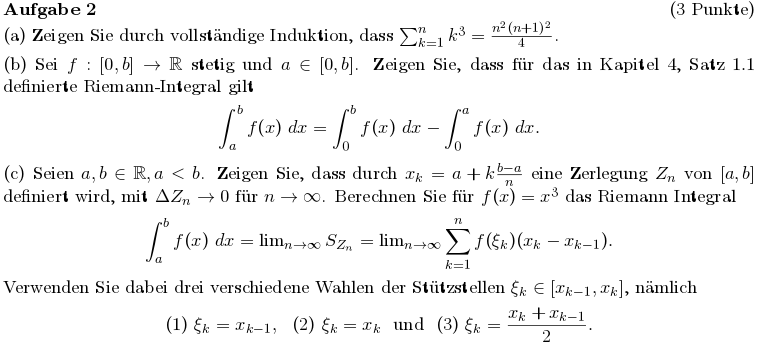 Aufgabe 2 (3 Punkte)
(a) Zeigen Sie durch vollständige Induktion, dass $\sum_{k=1}^{n} k^3 = \frac{n^2(n+1)^2}{4}$.
(b) Sei $f : [0, b] \to \mathbb{R}$ stetig und $a \in [0, b]$. Zeigen Sie, dass für das in Kapitel 4, Satz 1.1
definierte Riemann-Integral gilt
$\int_a^b f(x)\ dx = \int_0^b f(x)\ dx - \int_0^a f(x)\ dx.$
(c) Seien $a, b \in \mathbb{R}, a < b$. Zeigen Sie, dass durch $x_k = a + k\frac{b-a}{n}$ eine Zerlegung $Z_n$ von $[a, b]$
definiert wird, mit $\Delta Z_n \to 0$ für $n \to \infty$. Berechnen Sie für $f(x) = x^3$ das Riemann Integral
$\int_a^b f(x)\ dx = \lim_{n\to\infty} S_{Z_n} = \lim_{n\to\infty} \sum_{k=1}^{n} f(\xi_k)(x_k - x_{k-1}).$
Verwenden Sie dabei drei verschiedene Wahlen der Stützstellen $\xi_k \in [x_{k-1}, x_k]$, nämlich
(1) $\xi_k = x_{k-1}$, (2) $\xi_k = x_k$ und (3) $\xi_k = \frac{x_k + x_{k-1}}{2}$.